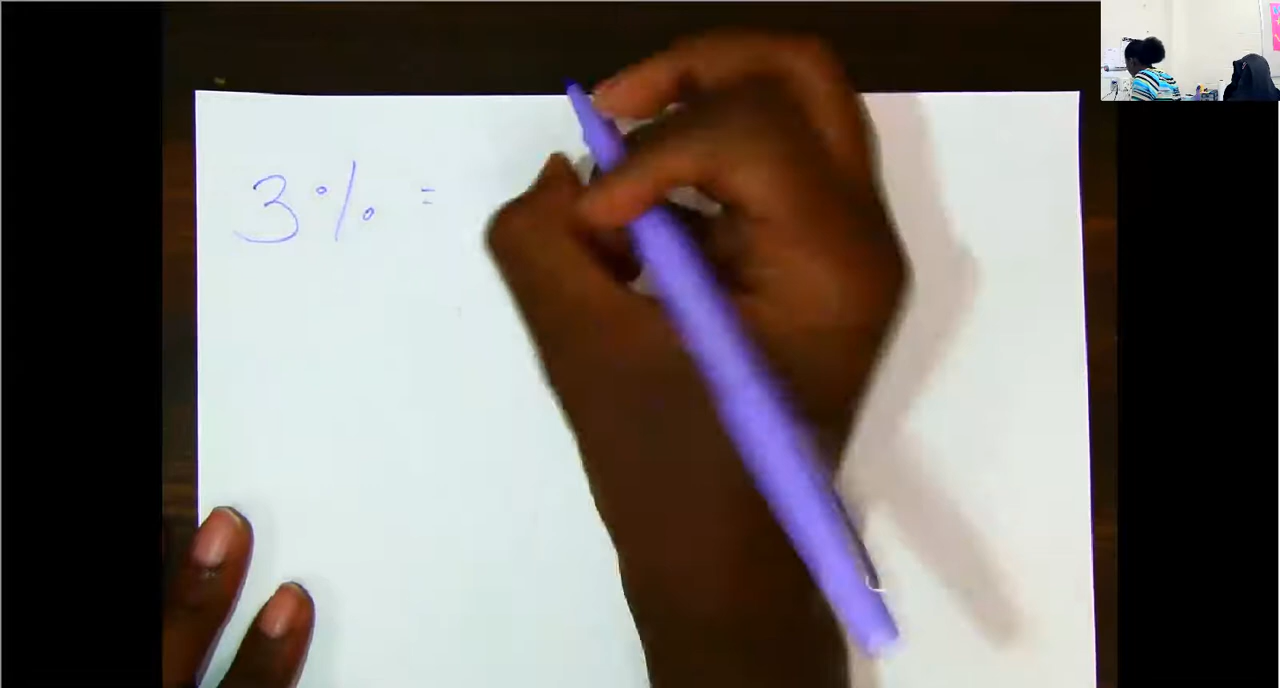 3% =